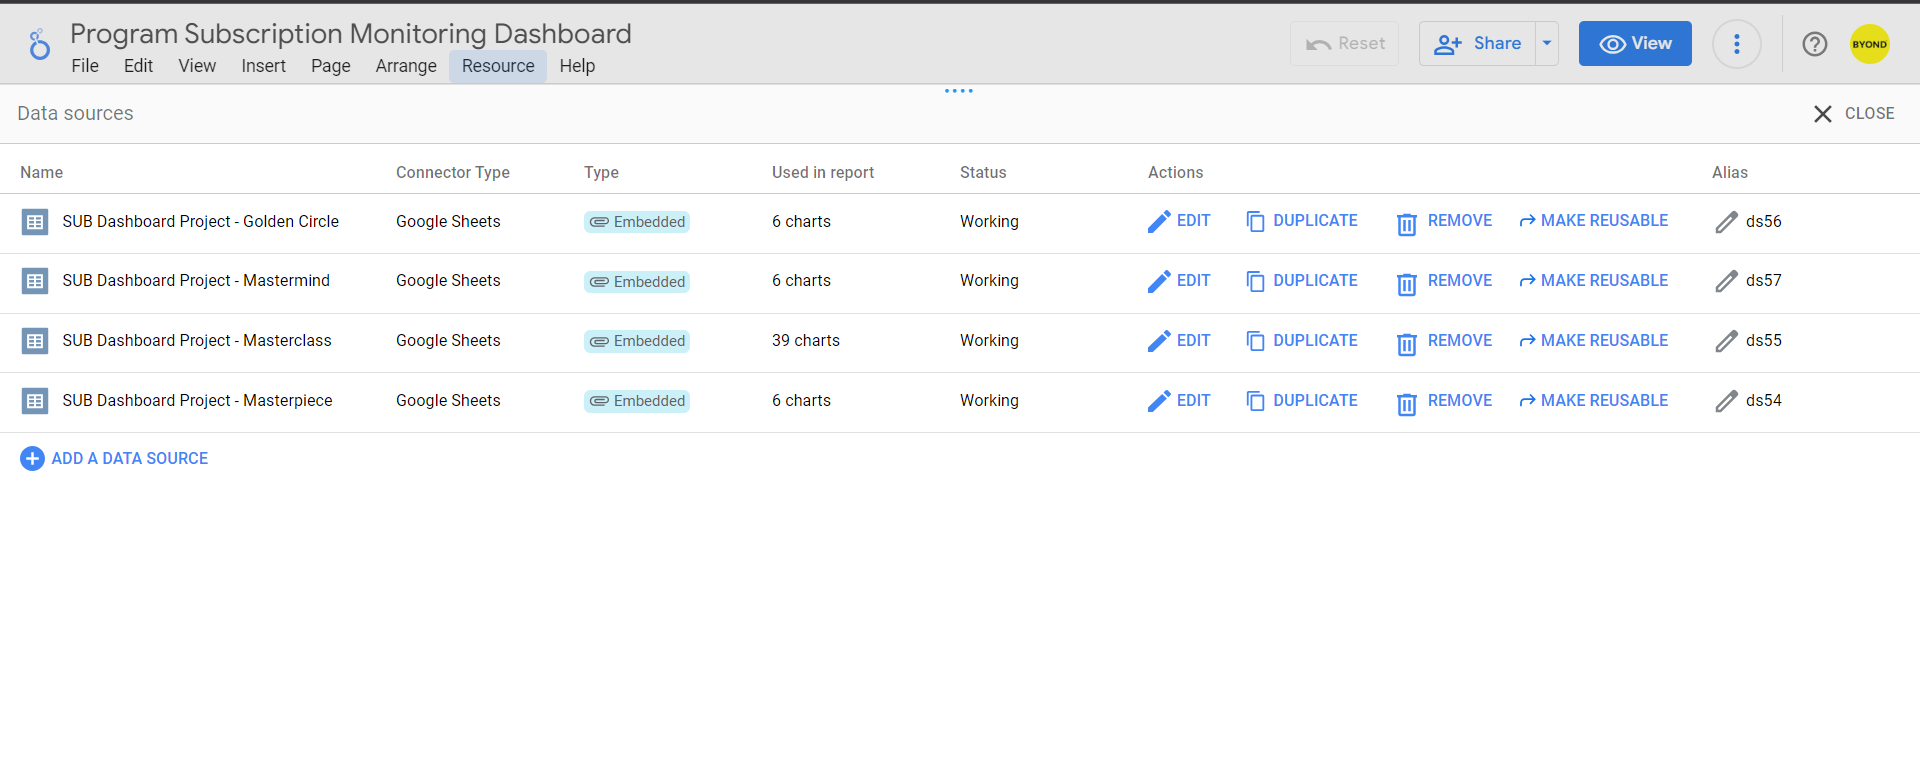 Program Subscription Monitoring Dashboard
File Edit View Insert Page Arrange Resource Help
Reset Share View BYOND
Data sources
CLOSE
Name Connector Type Type Used in report Status Actions Alias
SUB Dashboard Project - Golden Circle Google Sheets Embedded 6 charts Working EDIT DUPLICATE REMOVE MAKE REUSABLE ds56
SUB Dashboard Project - Mastermind Google Sheets Embedded 6 charts Working EDIT DUPLICATE REMOVE MAKE REUSABLE ds57
SUB Dashboard Project - Masterclass Google Sheets Embedded 39 charts Working EDIT DUPLICATE REMOVE MAKE REUSABLE ds55
SUB Dashboard Project - Masterpiece Google Sheets Embedded 6 charts Working EDIT DUPLICATE REMOVE MAKE REUSABLE ds54
ADD A DATA SOURCE